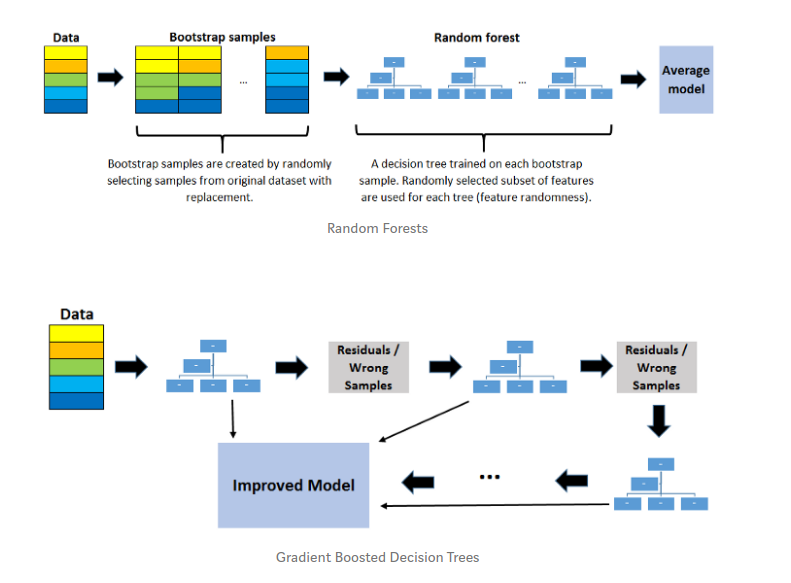 Data
Bootstrap samples
Random forest
...
...
Average
model
Bootstrap samples are created by randomly
selecting samples from original dataset with
replacement.
A decision tree trained on each bootstrap
sample. Randomly selected subset of features
are used for each tree (feature randomness).
Random Forests
Data
Residuals /
Wrong
Samples
Residuals /
Wrong
Samples
Improved Model
...
Gradient Boosted Decision Trees